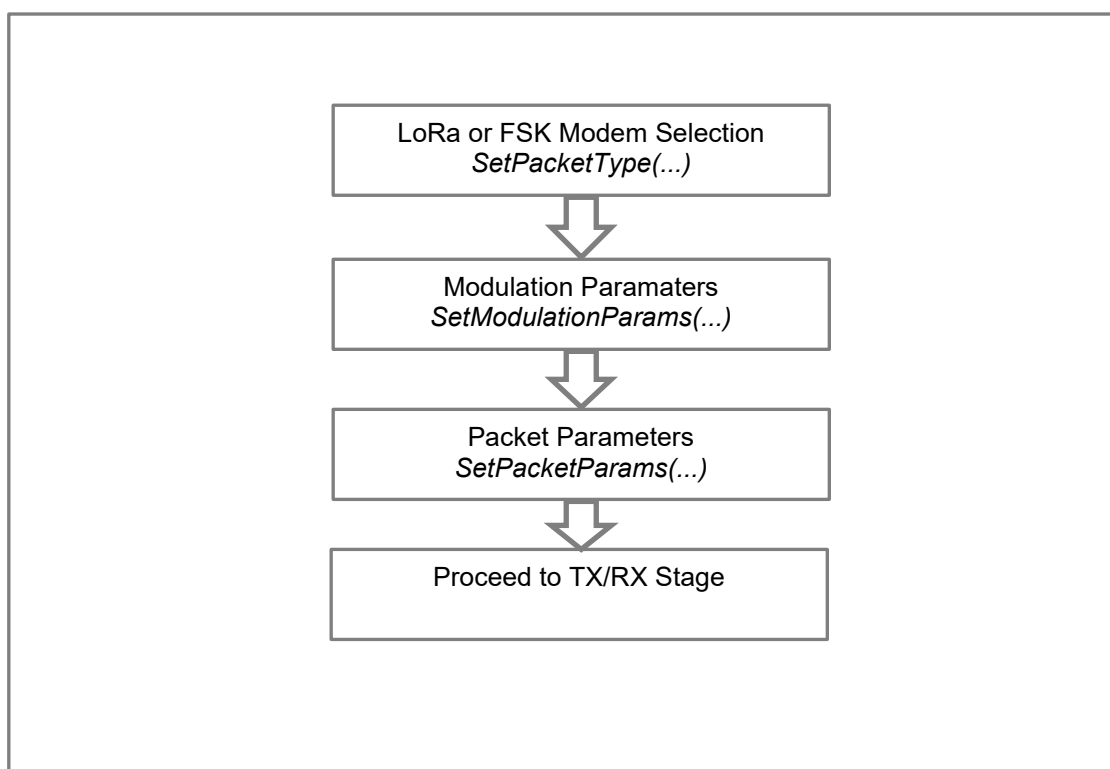 LoRa or FSK Modem Selection
SetPacketType(...)
Modulation Paramaters
SetModulationParams(...)
Packet Parameters
SetPacketParams(...)
Proceed to TX/RX Stage